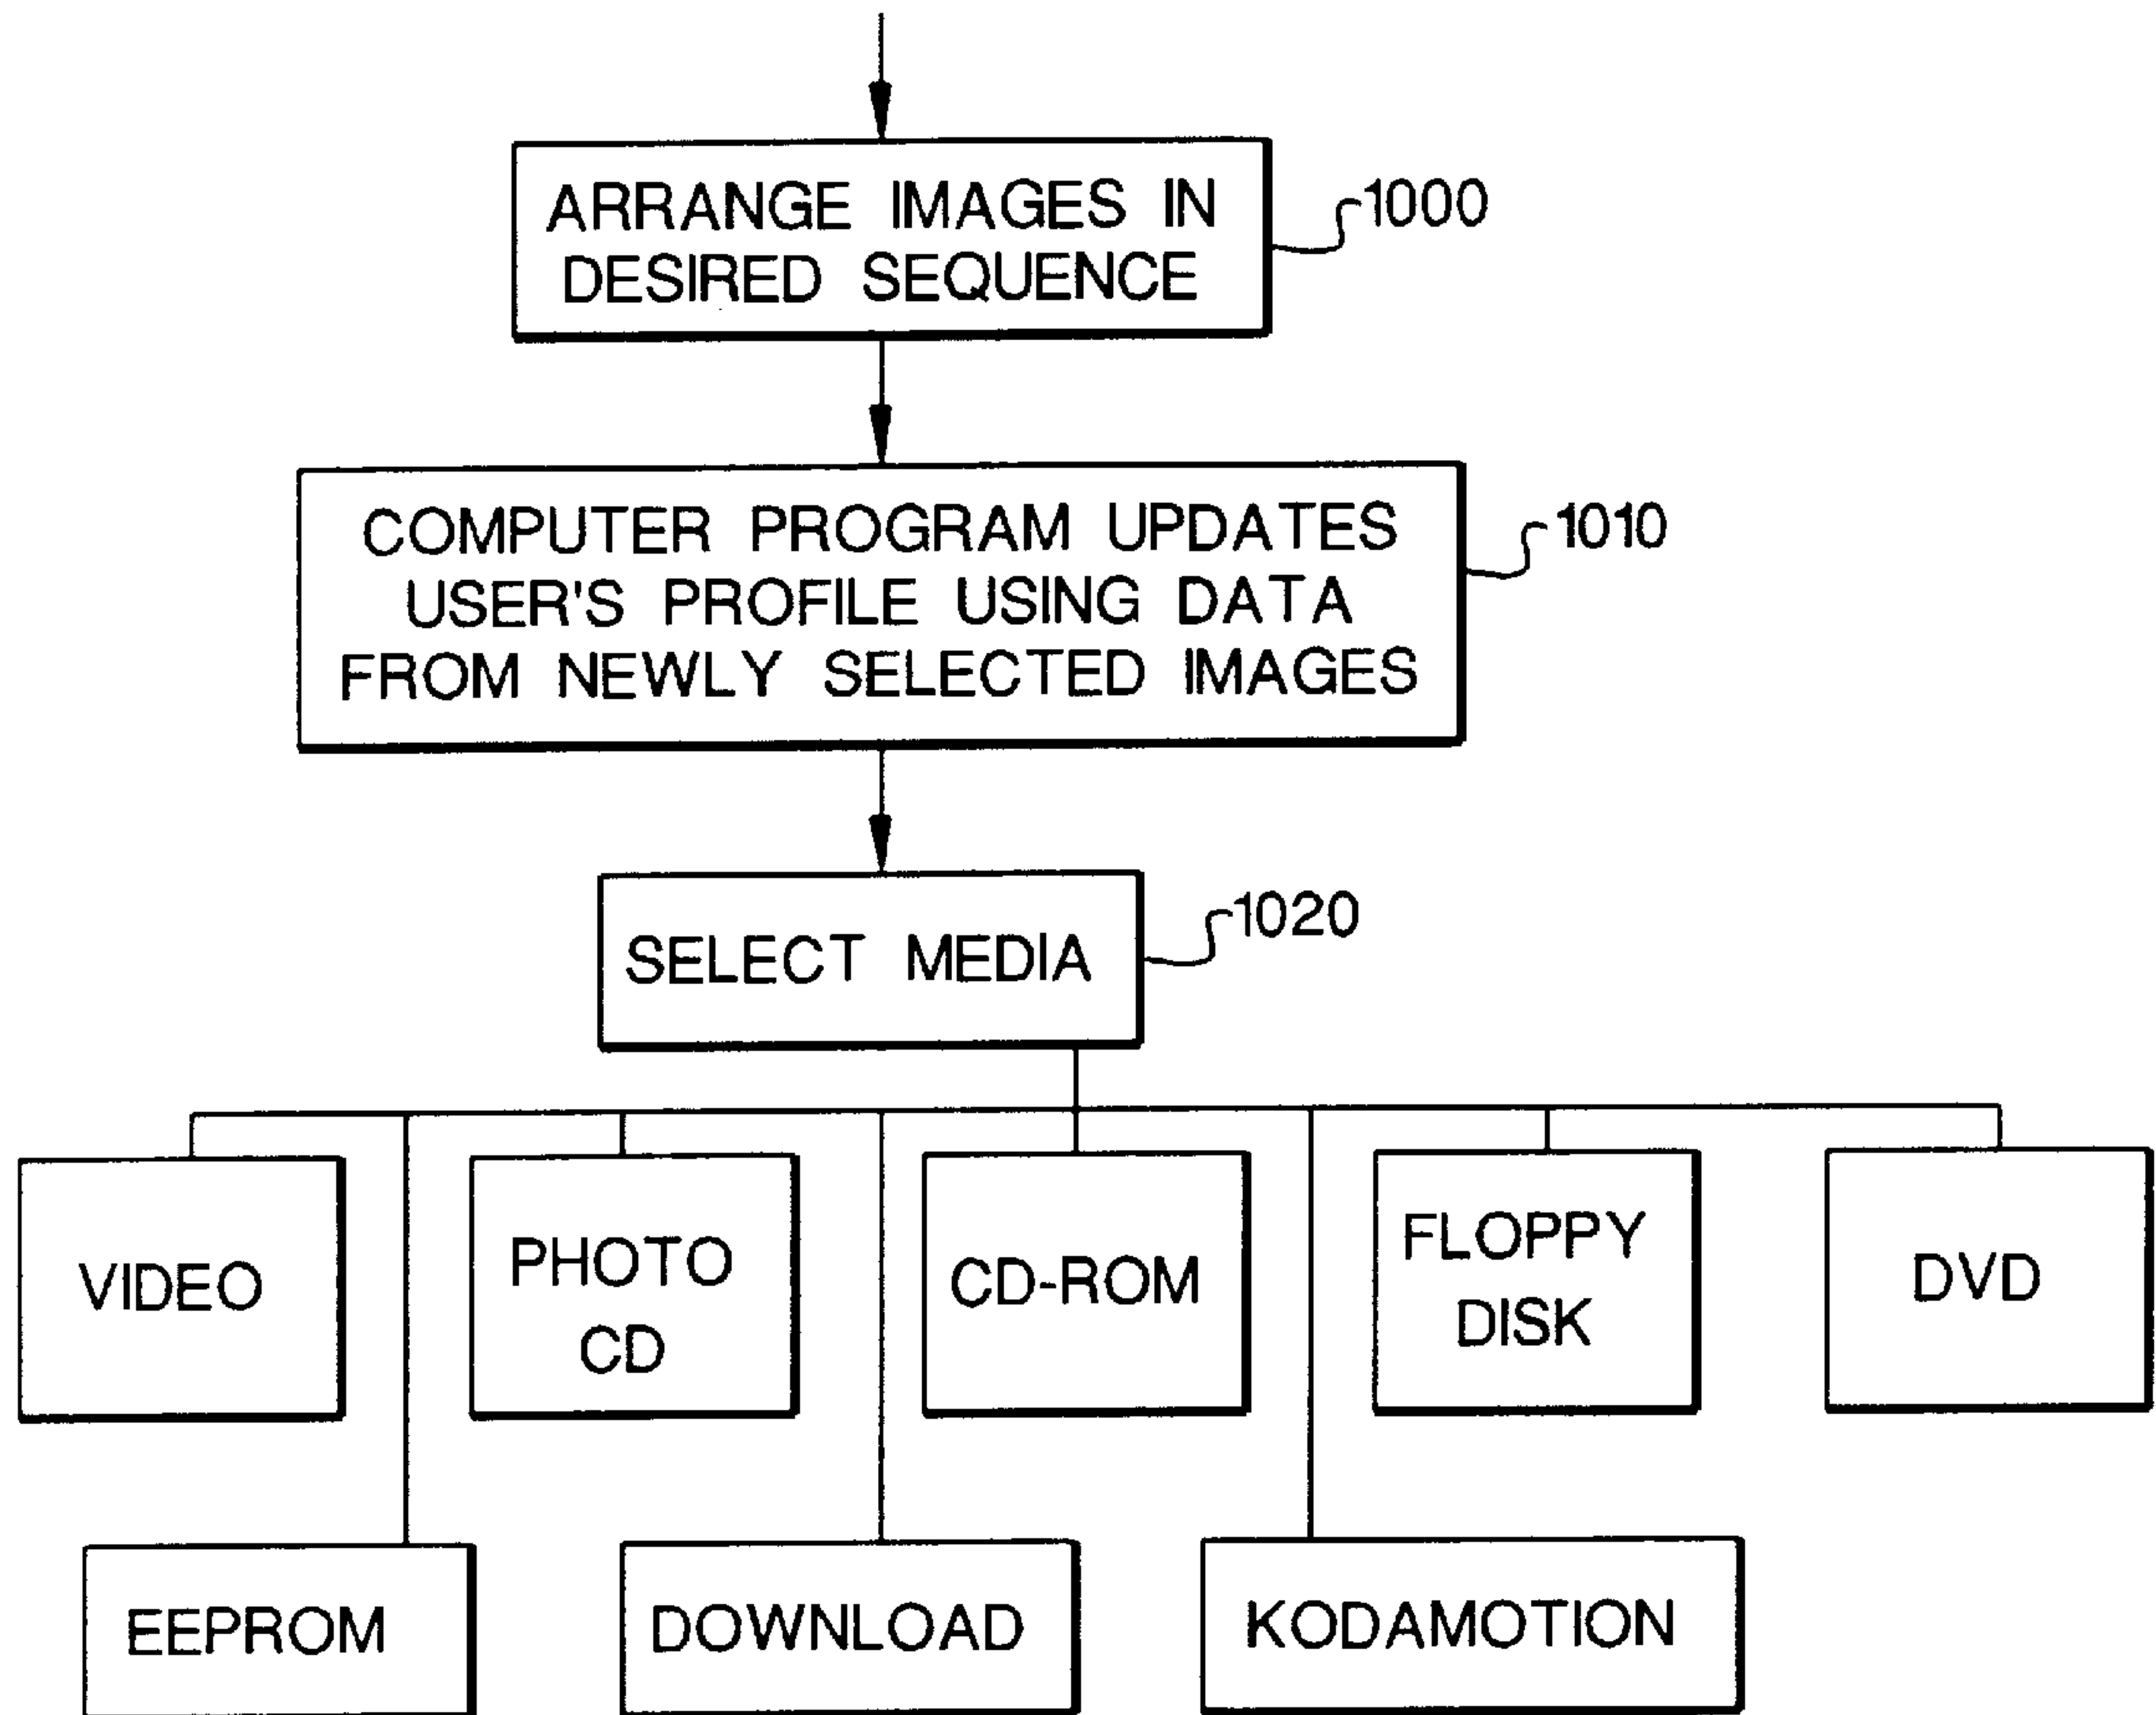 ARRANGE IMAGES IN
DESIRED SEQUENCE
1000
COMPUTER PROGRAM UPDATES
USER'S PROFILE USING DATA
FROM NEWLY SELECTED IMAGES
1010
SELECT MEDIA
1020
VIDEO
PHOTO
CD
CD-ROM
FLOPPY
DISK
DVD
EEPROM
DOWNLOAD
KODAMOTION